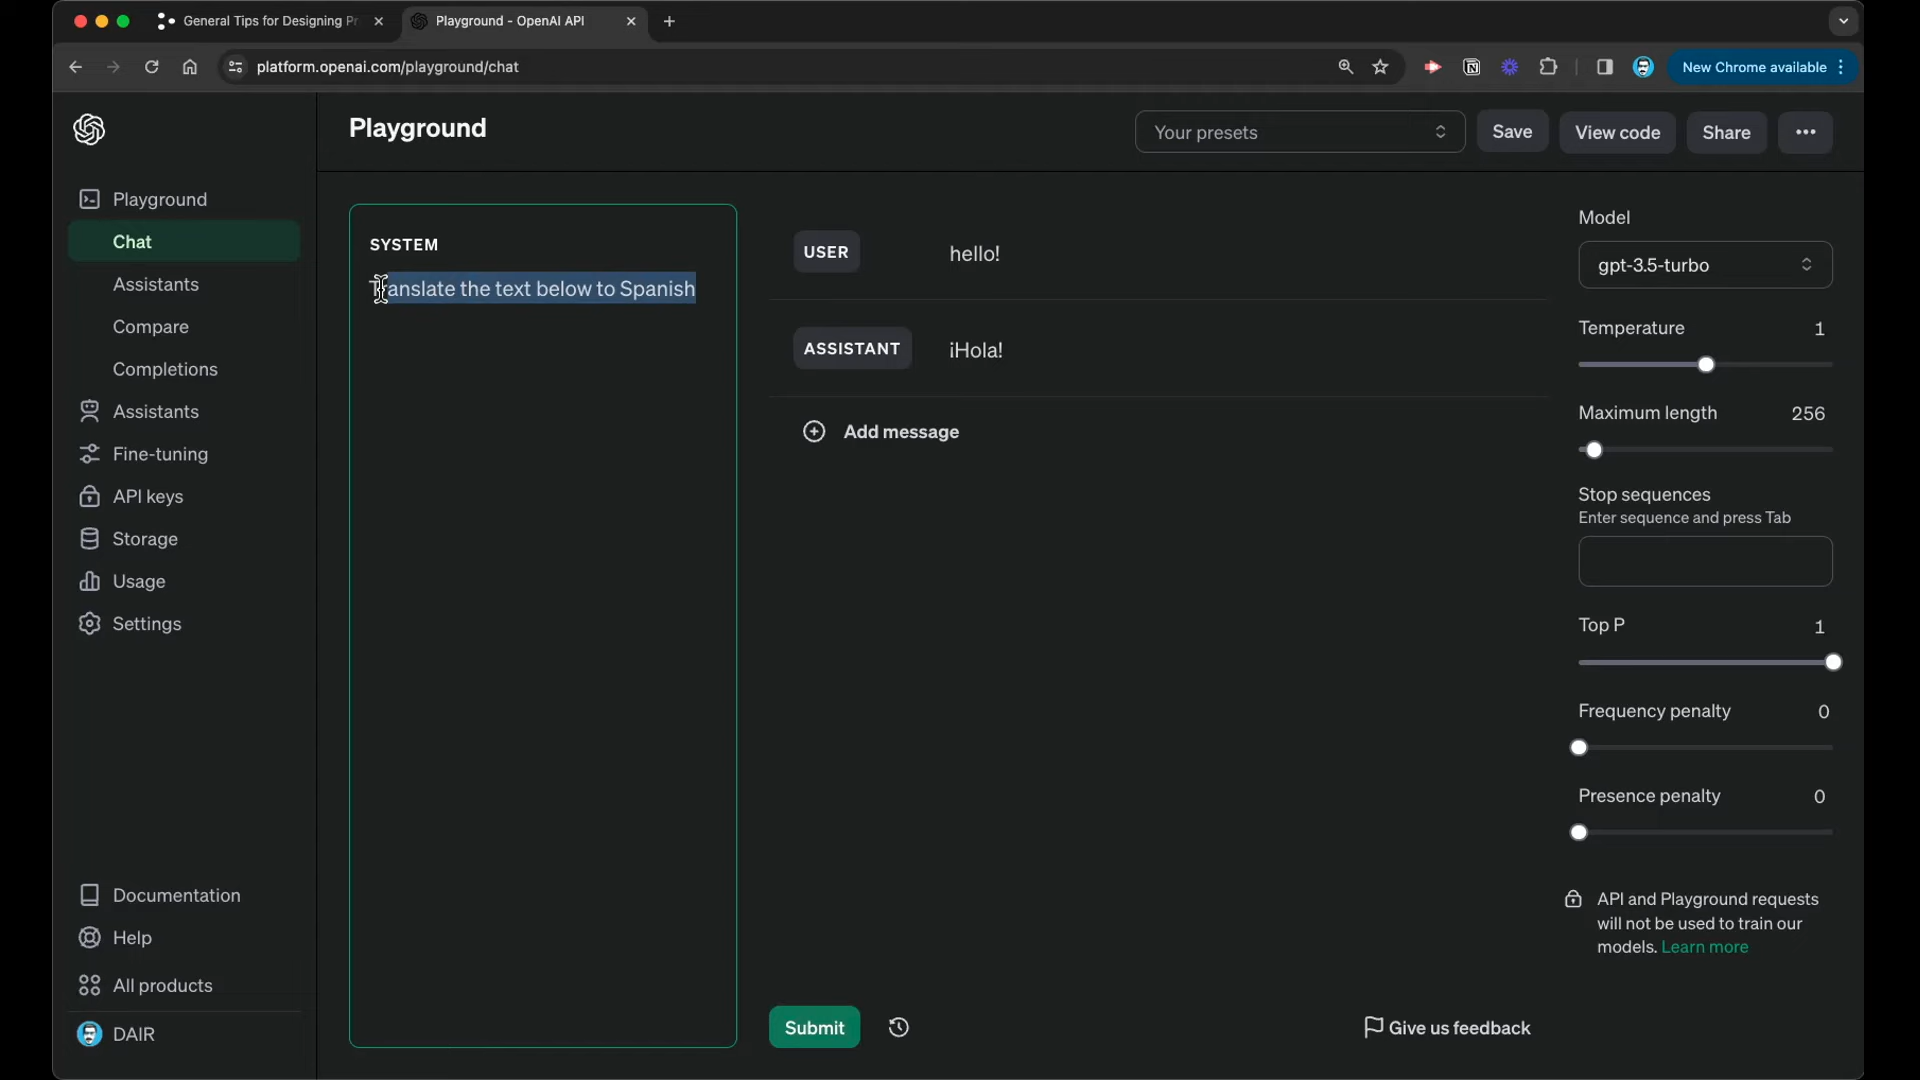 General Tips for Designing Pr
Playground - OpenAI API
platform.openai.com/playground/chat
New Chrome available
Playground
Your presets
Save
View code
Share
Playground
Chat
Assistants
Compare
Completions
Assistants
Fine-tuning
API keys
Storage
Usage
Settings
Documentation
Help
All products
DAIR
SYSTEM
Translate the text below to Spanish
USER
hello!
ASSISTANT
¡Hola!
Add message
Submit
Give us feedback
Model
gpt-3.5-turbo
Temperature 1
Maximum length 256
Stop sequences
Enter sequence and press Tab
Top P 1
Frequency penalty 0
Presence penalty 0
API and Playground requests
will not be used to train our
models. Learn more